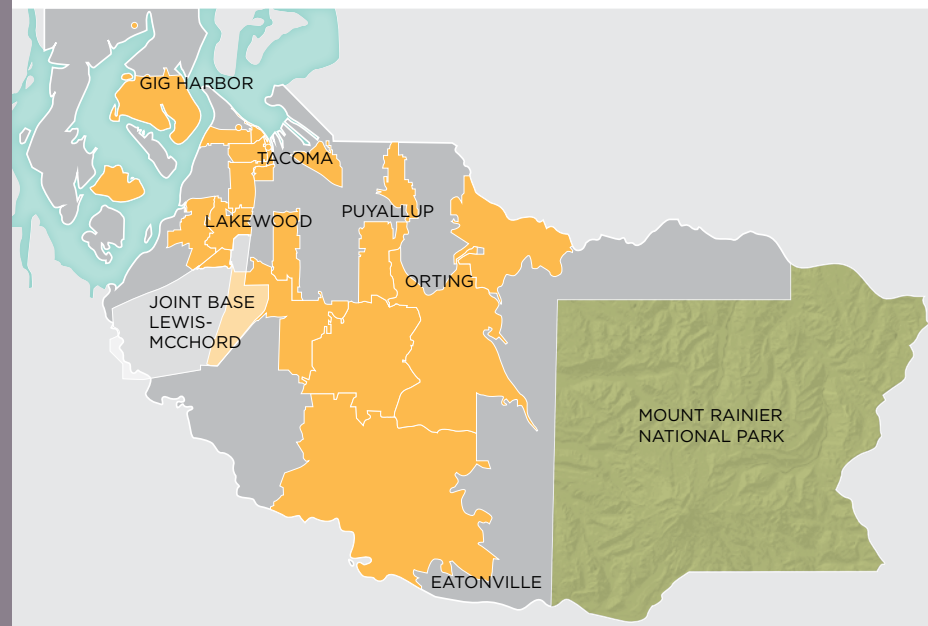 GIG HARBOR
TACOMA
LAKEWOOD
PUYALLUP
ORTING
JOINT BASE
LEWIS-
MCCHORD
MOUNT RAINIER
NATIONAL PARK
EATONVILLE